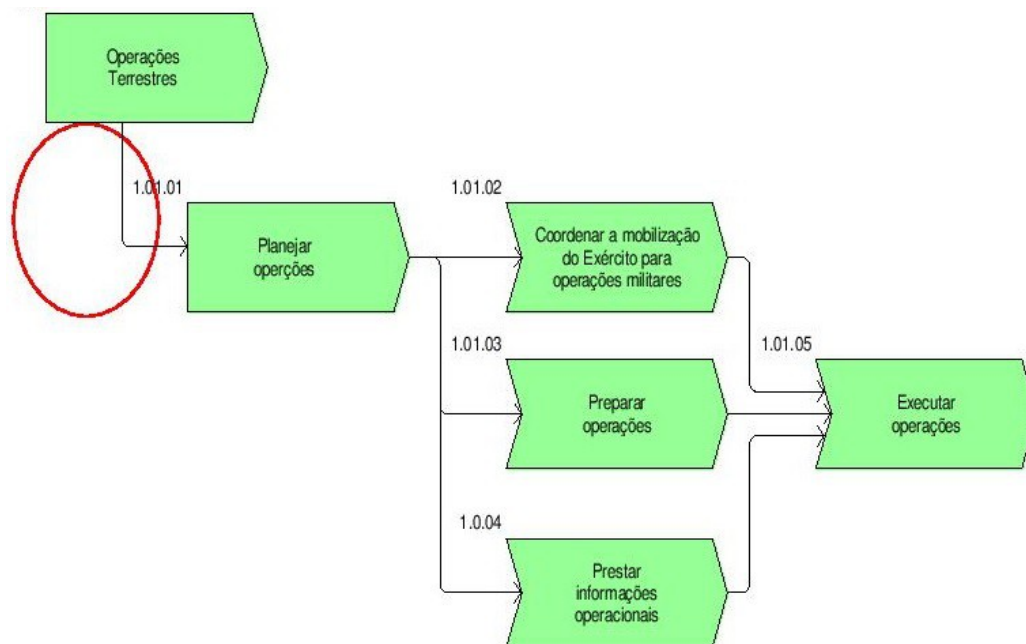 Operações
Terrestres
1.01.01
Planejar
operções
1.01.02
Coordenar a mobilização
do Exército para
operações militares
1.01.03
Preparar
operações
1.0.04
Prestar
informações
operacionais
1.01.05
Executar
operações